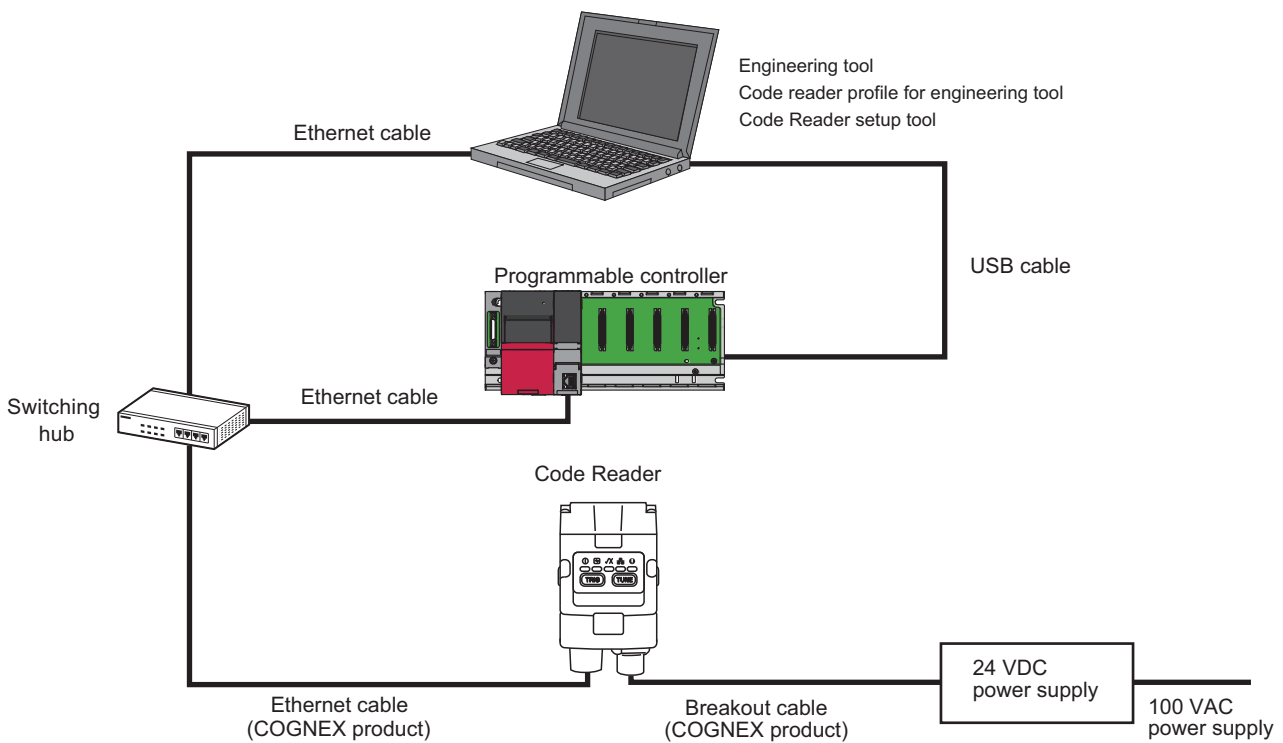 Engineering tool
Code reader profile for engineering tool
Code Reader setup tool
Ethernet cable
USB cable
Programmable controller
Ethernet cable
Switching
hub
Code Reader
TRIG
TUNE
24 VDC
power supply
Ethernet cable
(COGNEX product)
Breakout cable
(COGNEX product)
100 VAC
power supply